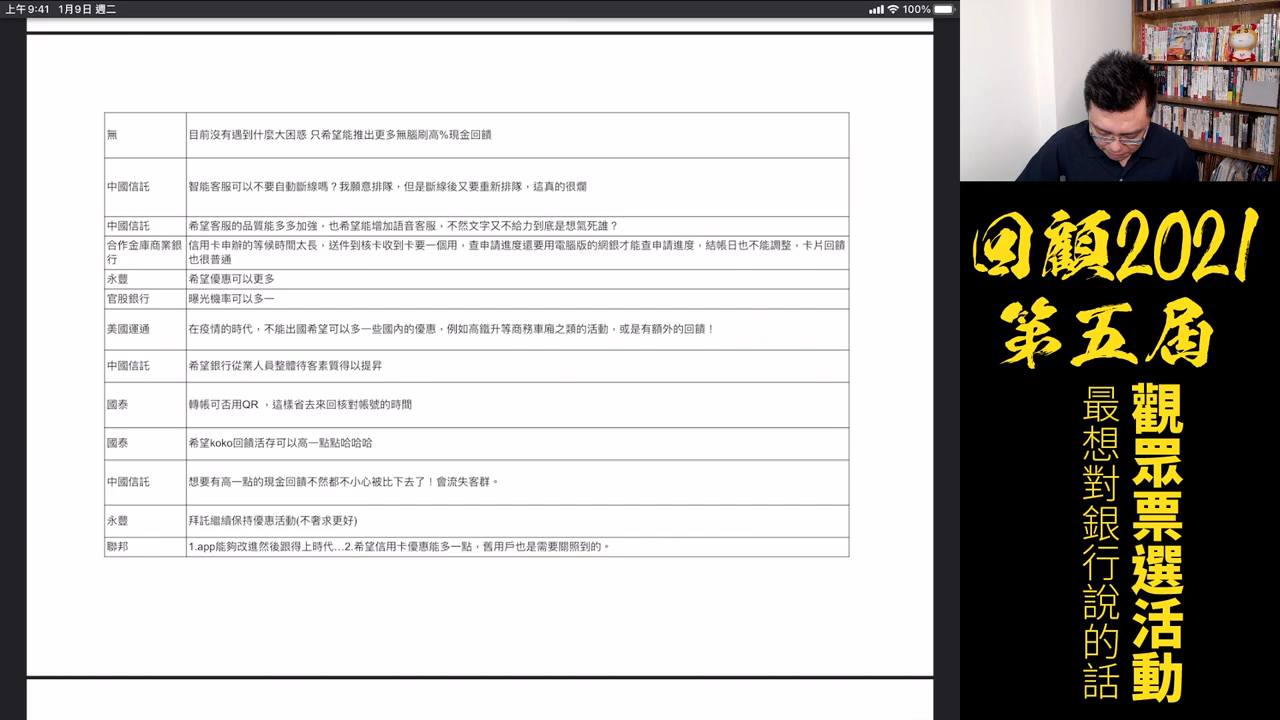 上午9:41 1月9日 週二
100%
無 目前沒有遇到什麼大困惑 只希望能推出更多無腦刷高%現金回饋
中國信託 智能客服可以不要自動斷線嗎？我願意排隊，但是斷線後又要重新排隊，這真的很爛
中國信託 希望客服的品質能多多加強，也希望能增加語音客服，不然文字又不給力到底是想氣死誰？
合作金庫商業銀行 信用卡申辦的等候時間太長，送件到核卡收到卡要一個用，查申請進度還要用電腦版的網銀才能查申請進度，結帳日也不能調整，卡片回饋
也很普通
永豐 希望優惠可以更多
官股銀行 曝光機率可以多一
美國運通 在疫情的時代，不能出國希望可以多一些國內的優惠，例如高鐵升等商務車廂之類的活動，或是有額外的回饋！
中國信託 希望銀行從業人員整體待客素質得以提昇
國泰 轉帳可否用QR ，這樣省去來回核對帳號的時間
國泰 希望koko回饋活存可以高一點點哈哈哈
中國信託 想要有高一點的現金回饋不然都不小心被比下去了！會流失客群。
永豐 拜託繼續保持優惠活動(不奢求更好)
聯邦 1.app能夠改進然後跟得上時代…2.希望信用卡優惠能多一點，舊用戶也是需要關照到的。
回顧2021
第五屆
觀眾票選活動
最想對銀行說的話